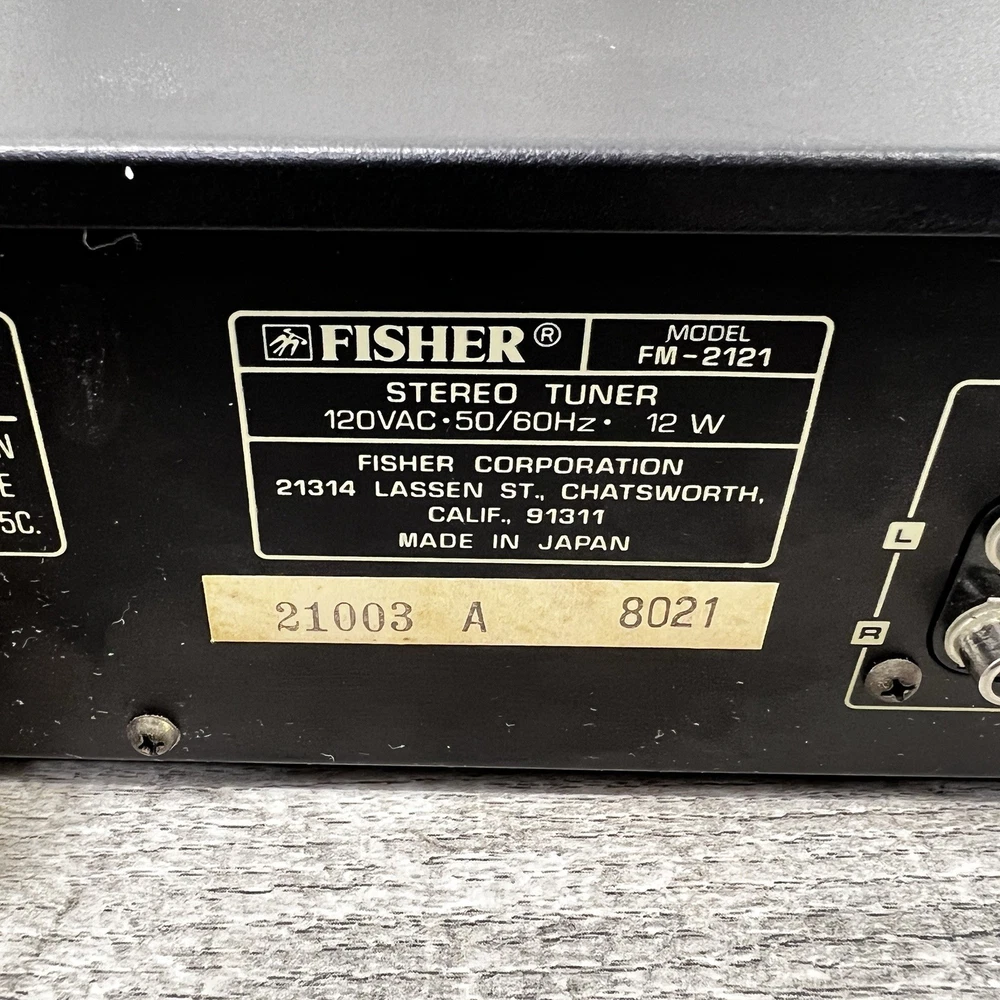 FISHER®
MODEL
FM-2121
STEREO TUNER
120VAC·50/60Hz· 12 W
FISHER CORPORATION
21314 LASSEN ST., CHATSWORTH,
CALIF., 91311
MADE IN JAPAN
21003 A 8021
N
E
5C.
L
R